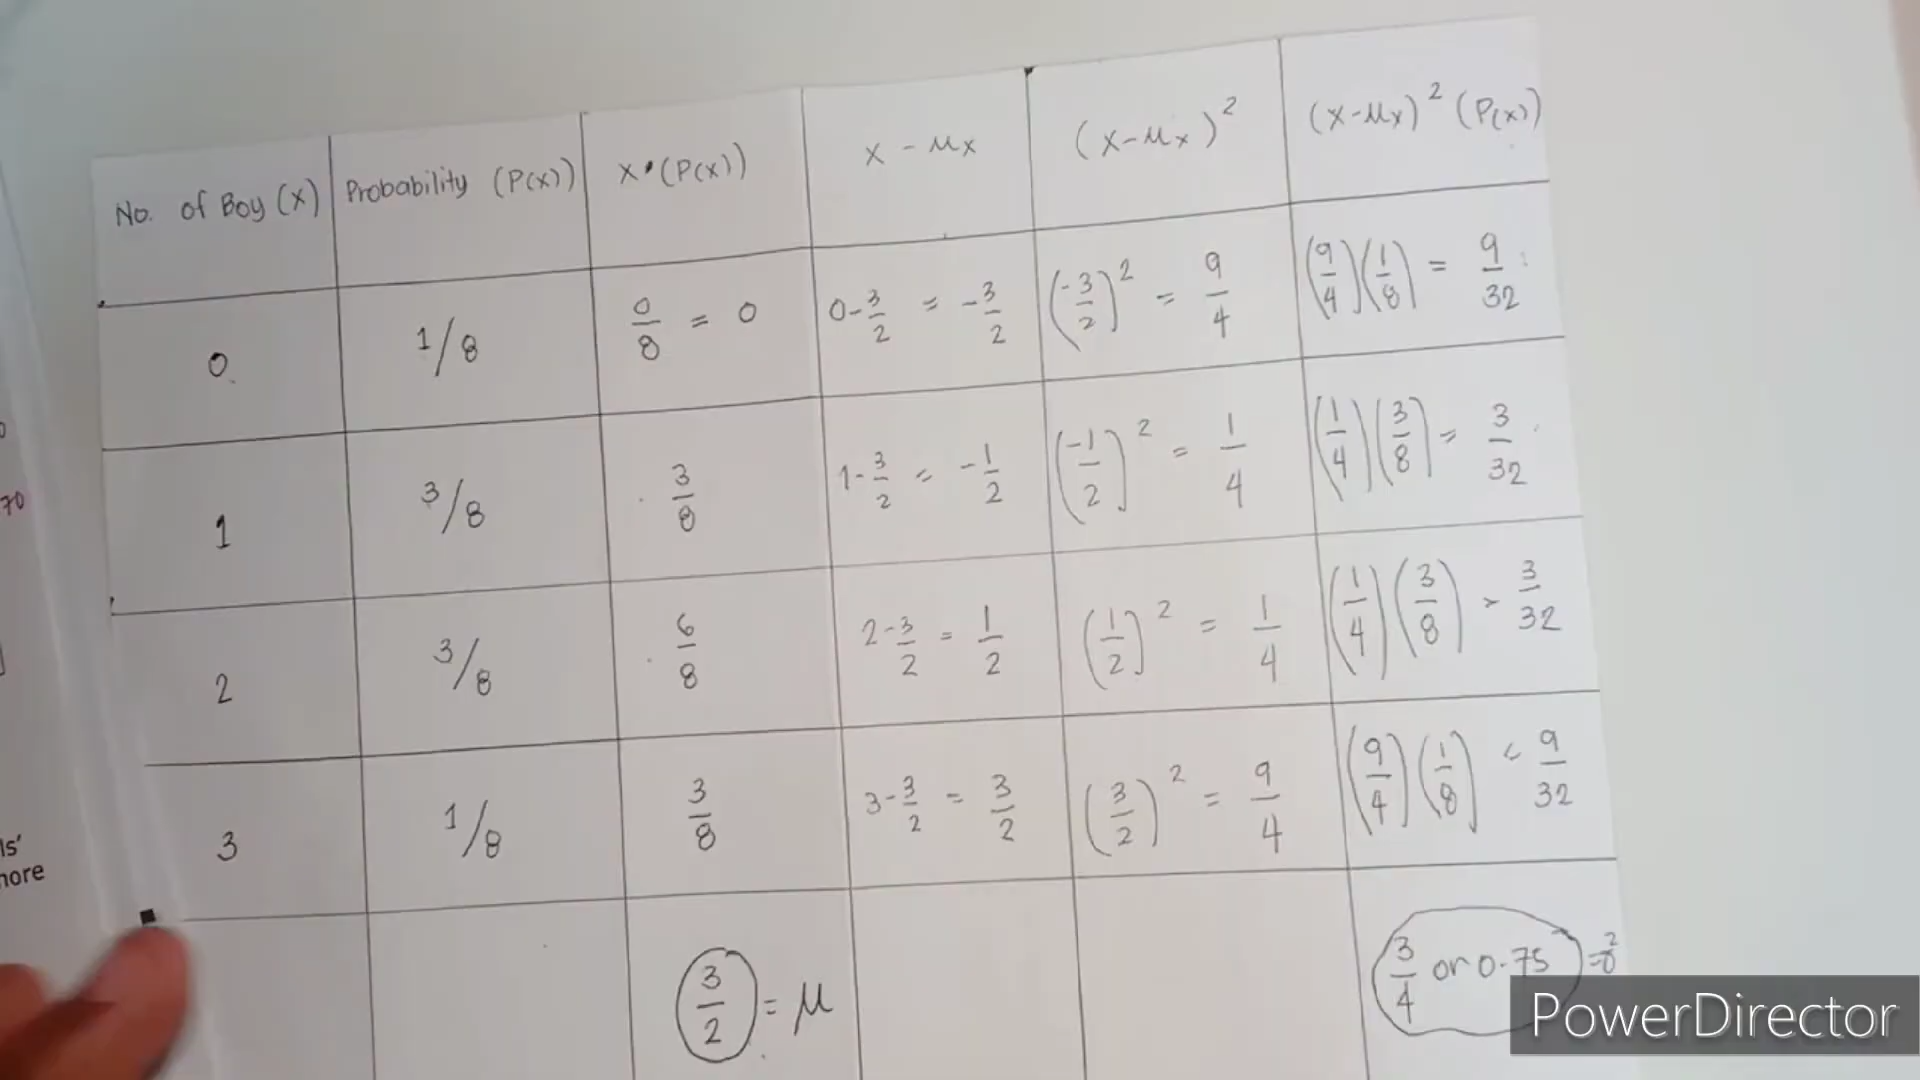 No. of Boy (X) Probability (P(x)) X•(P(x)) X - μx (X-μx)² (X-μx)² (P(x))
0 1/8 0/8 = 0 0-3/2 = -3/2 (-3/2)² = 9/4 (9/4)(1/8) = 9/32
1 3/8 3/8 1-3/2 = -1/2 (-1/2)² = 1/4 (1/4)(3/8) = 3/32
2 3/8 6/8 2-3/2 = 1/2 (1/2)² = 1/4 (1/4)(3/8) = 3/32
3 1/8 3/8 3-3/2 = 3/2 (3/2)² = 9/4 (9/4)(1/8) = 9/32
3/2 = μ 3/4 or 0.75 = σ²
70
ls'
more
PowerDirector